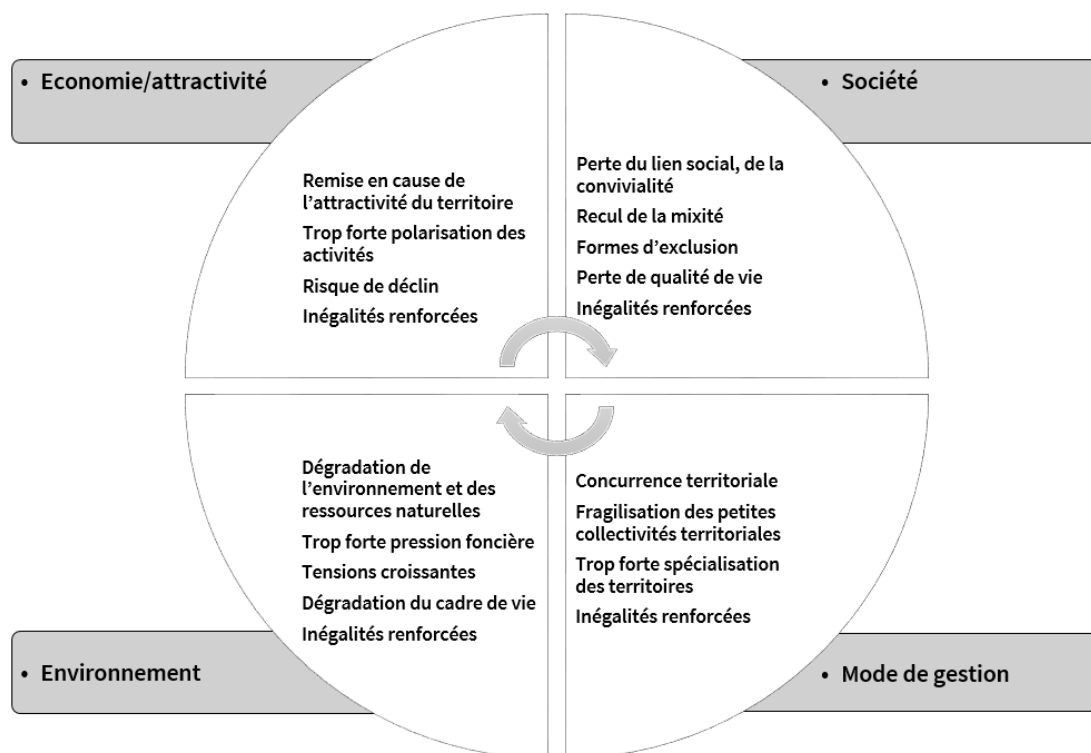 • Economie/attractivité
Remise en cause de
l’attractivité du territoire
Trop forte polarisation des
activités
Risque de déclin
Inégalités renforcées
• Société
Perte du lien social, de la
convivialité
Recul de la mixité
Formes d’exclusion
Perte de qualité de vie
Inégalités renforcées
Dégradation de
l’environnement et des
ressources naturelles
Trop forte pression foncière
Tensions croissantes
Dégradation du cadre de vie
Inégalités renforcées
• Environnement
Concurrence territoriale
Fragilisation des petites
collectivités territoriales
Trop forte spécialisation
des territoires
Inégalités renforcées
• Mode de gestion